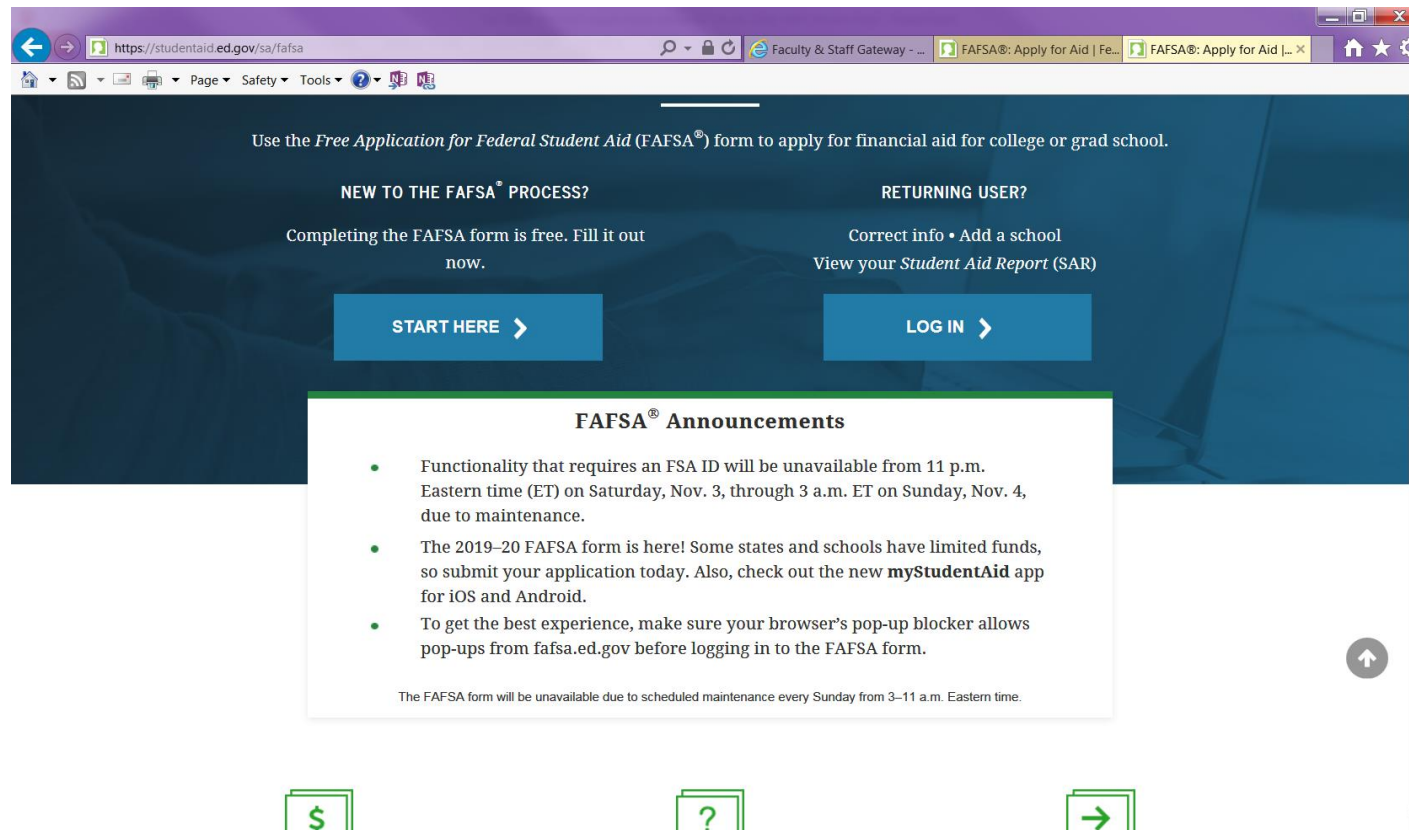 https://studentaid.ed.gov/sa/fafsa
Faculty & Staff Gateway - ...
FAFSA®: Apply for Aid | Fe...
FAFSA®: Apply for Aid |...
Page Safety Tools
Use the Free Application for Federal Student Aid (FAFSA®) form to apply for financial aid for college or grad school.
NEW TO THE FAFSA® PROCESS?
Completing the FAFSA form is free. Fill it out
now.
START HERE
RETURNING USER?
Correct info • Add a school
View your Student Aid Report (SAR)
LOG IN
FAFSA® Announcements
• Functionality that requires an FSA ID will be unavailable from 11 p.m.
Eastern time (ET) on Saturday, Nov. 3, through 3 a.m. ET on Sunday, Nov. 4,
due to maintenance.
• The 2019–20 FAFSA form is here! Some states and schools have limited funds,
so submit your application today. Also, check out the new myStudentAid app
for iOS and Android.
• To get the best experience, make sure your browser’s pop-up blocker allows
pop-ups from fafsa.ed.gov before logging in to the FAFSA form.
The FAFSA form will be unavailable due to scheduled maintenance every Sunday from 3–11 a.m. Eastern time.
$
?